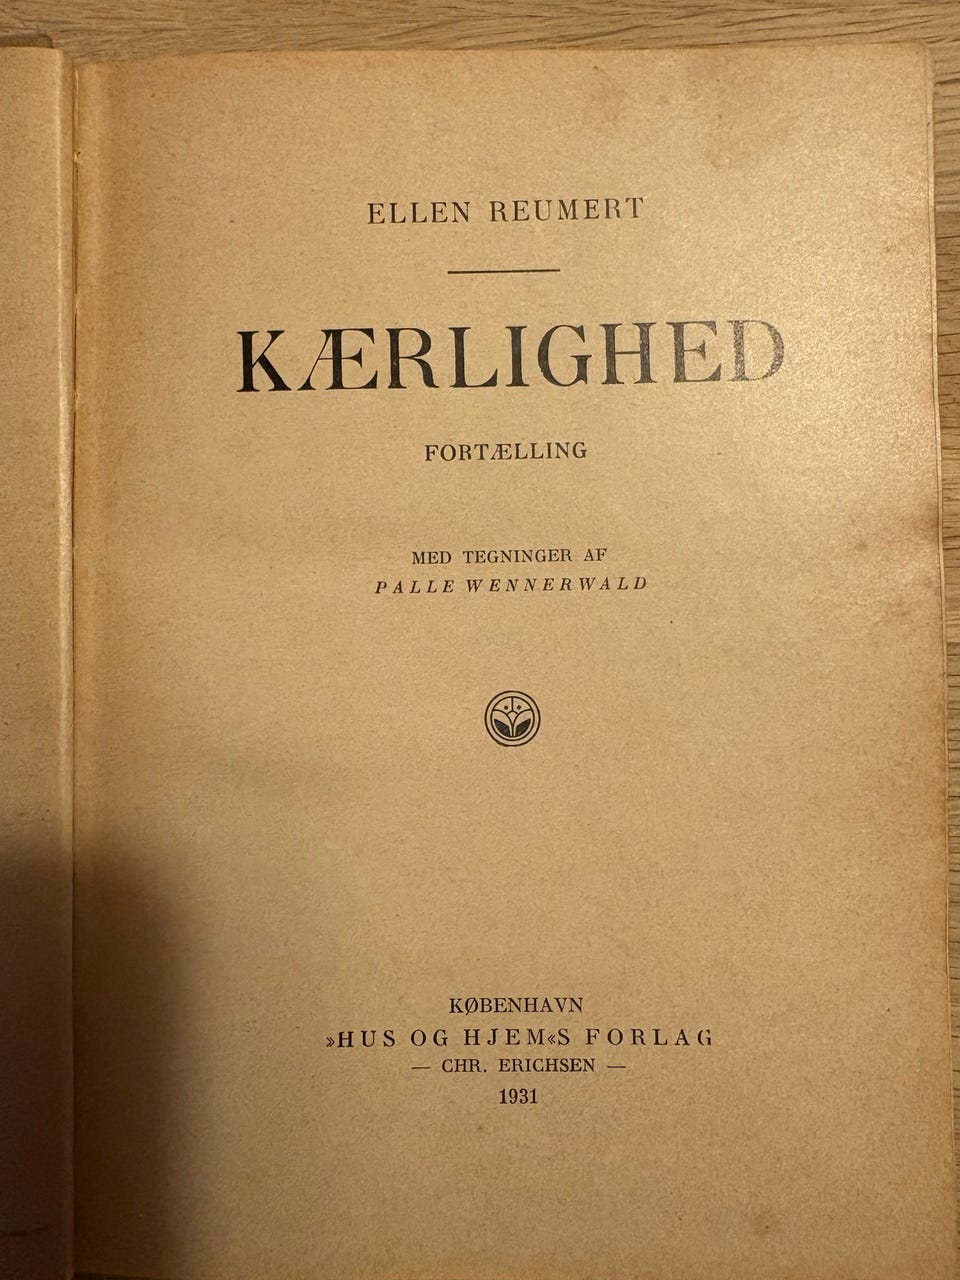 ELLEN REUMERT
KÆRLIGHED
FORTÆLLING
MED TEGNINGER AF
PALLE WENNERWALD
KØBENHAVN
»HUS OG HJEM«S FORLAG
— CHR. ERICHSEN —
1931